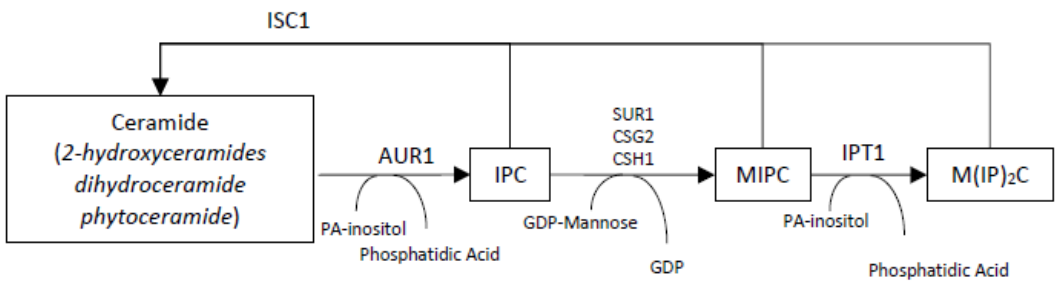 ISC1
Ceramide
(2-hydroxyceramides
dihydroceramide
phytoceramide)
AUR1
PA-inositol
Phosphatidic Acid
IPC
SUR1
CSG2
CSH1
GDP-Mannose
GDP
MIPC
IPT1
PA-inositol
Phosphatidic Acid
M(IP)₂C